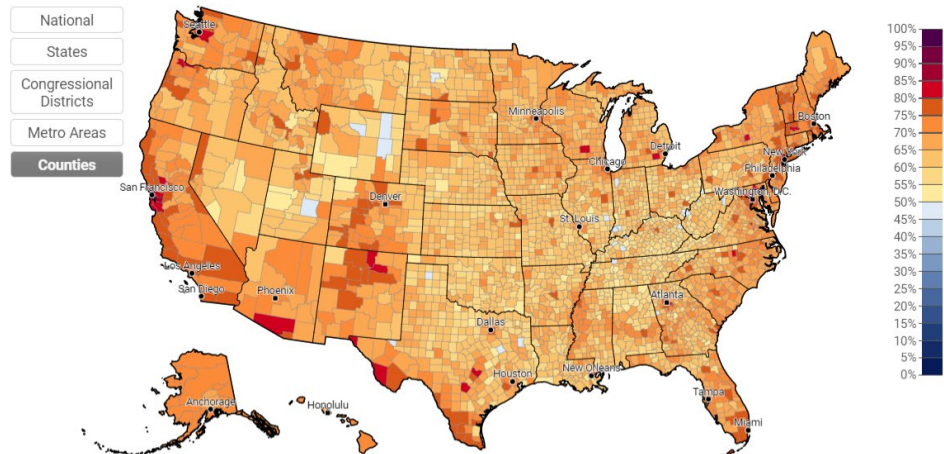 National
States
Congressional
Districts
Metro Areas
Counties
Seattle
Minneapolis
Boston
Detroit
Chicago
New York
Philadelphia
San Francisco
Denver
Washington, D.C.
St. Louis
Los Angeles
San Diego
Phoenix
Atlanta
Dallas
Houston
New Orleans
Anchorage
Honolulu
Tampa
Miami
100%
95%
90%
85%
80%
75%
70%
65%
60%
55%
50%
45%
40%
35%
30%
25%
20%
15%
10%
5%
0%